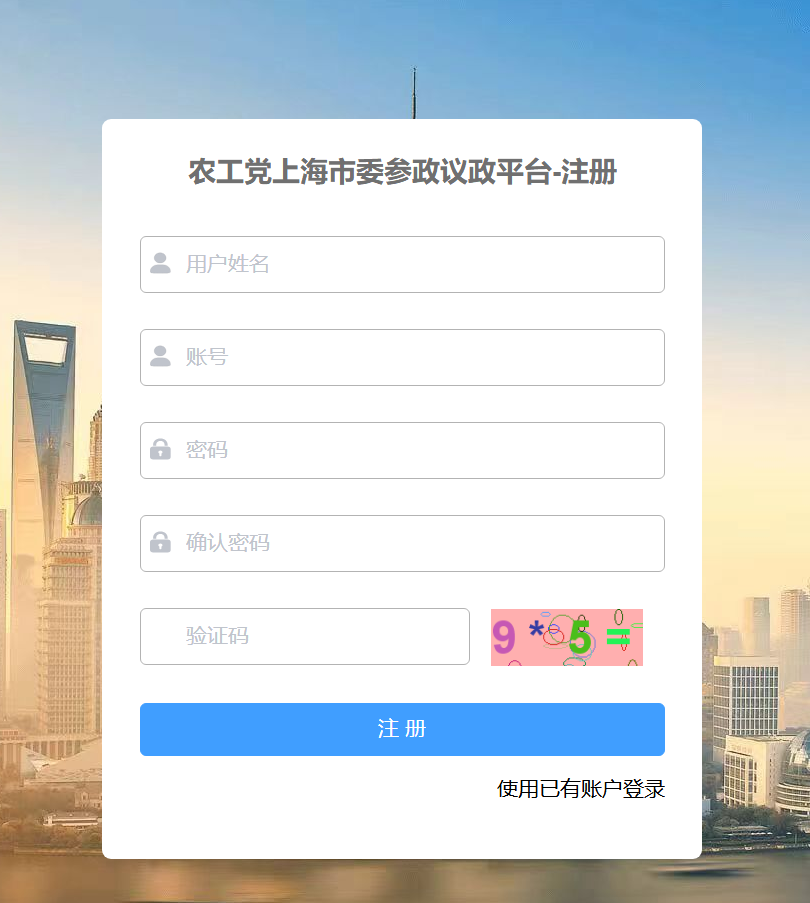 农工党上海市委参政议政平台-注册
用户姓名
账号
密码
确认密码
验证码
9 * 5 =
注 册
使用已有账户登录